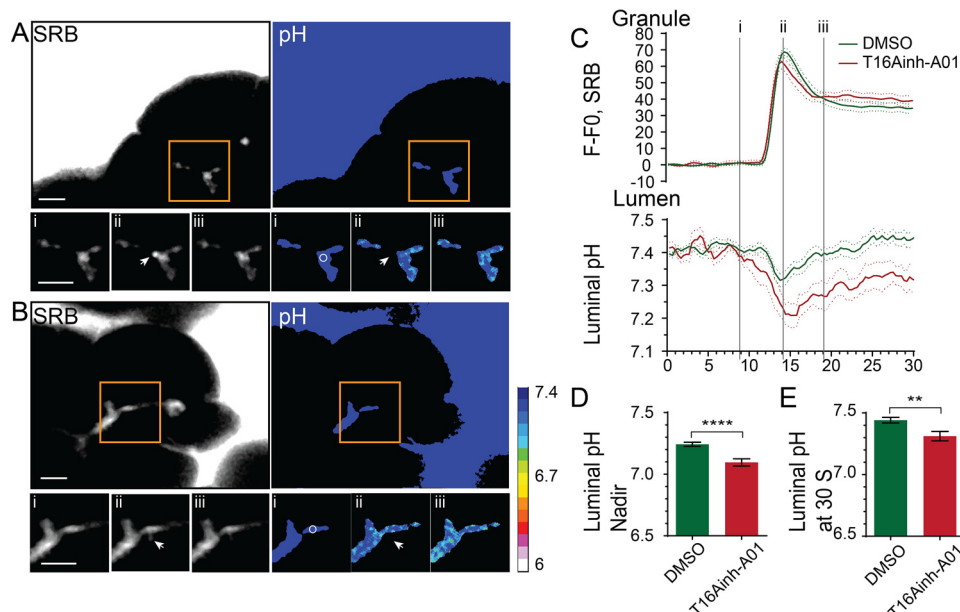 A
SRB
pH
i
ii
iii
i
ii
iii
B
SRB
pH
i
ii
iii
i
ii
iii
7.4
6.7
6
C
Granule
i
ii
iii
DMSO
T16Ainh-A01
F-F0, SRB
80
70
60
50
40
30
20
10
0
-10
Lumen
Luminal pH
7.5
7.4
7.3
7.2
7.1
0
5
10
15
20
25
30
D
Luminal pH
Nadir
7.5
7.0
6.5
****
DMSO
T16Ainh-A01
E
Luminal pH
at 30 S
7.5
7.0
6.5
**
DMSO
T16Ainh-A01